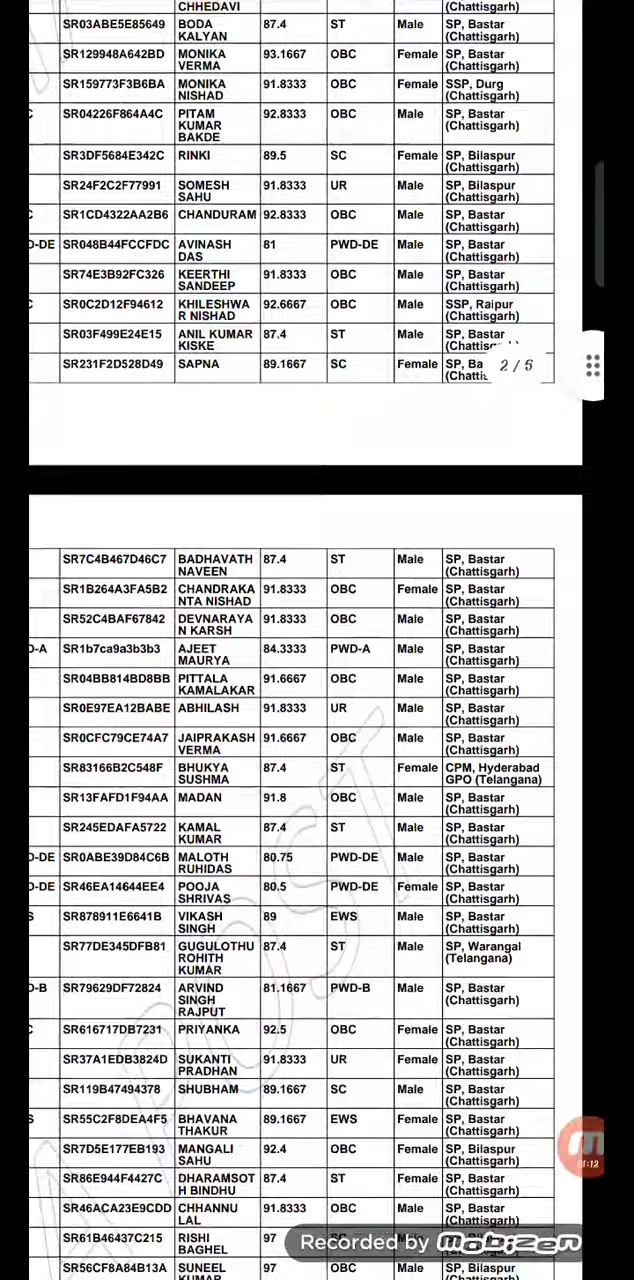 CHHEDAVI (Chattisgarh)
SR03ABE5E85649 BODA KALYAN 87.4 ST Male SP, Bastar (Chattisgarh)
SR129948A642BD MONIKA VERMA 93.1667 OBC Female SP, Bastar (Chattisgarh)
SR159773F3B6BA MONIKA NISHAD 91.8333 OBC Female SSP, Durg (Chattisgarh)
C SR04226F864A4C PITAM KUMAR BAKDE 92.8333 OBC Male SP, Bastar (Chattisgarh)
SR3DF5684E342C RINKI 89.5 SC Female SP, Bilaspur (Chattisgarh)
SR24F2C2F77991 SOMESH SAHU 91.8333 UR Male SP, Bilaspur (Chattisgarh)
C SR1CD4322AA2B6 CHANDURAM 92.8333 OBC Male SP, Bastar (Chattisgarh)
D-DE SR048B44FCCFDC AVINASH DAS 81 PWD-DE Male SP, Bastar (Chattisgarh)
SR74E3B92FC326 KEERTHI SANDEEP 91.8333 OBC Male SP, Bastar (Chattisgarh)
C SR0C2D12F94612 KHILESHWA R NISHAD 92.6667 OBC Male SSP, Raipur (Chattisgarh)
SR03F499E24E15 ANIL KUMAR KISKE 87.4 ST Male SP, Bastar
SR231F2D528D49 SAPNA 89.1667 SC Female SP, Ba
2 / 5
SR7C4B467D46C7 BADHAVATH NAVEEN 87.4 ST Male SP, Bastar (Chattisgarh)
SR1B264A3FA5B2 CHANDRAKA NTA NISHAD 91.8333 OBC Female SP, Bastar (Chattisgarh)
SR52C4BAF67842 DEVNARAYA N KARSH 91.8333 OBC Male SP, Bastar (Chattisgarh)
D-A SR1b7ca9a3b3b3 AJEET MAURYA 84.3333 PWD-A Male SP, Bastar (Chattisgarh)
SR04BB814BD8BB PITTALA KAMALAKAR 91.6667 OBC Male SP, Bastar (Chattisgarh)
SR0E97EA12BABE ABHILASH 91.8333 UR Male SP, Bastar (Chattisgarh)
SR0CFC79CE74A7 JAIPRAKASH VERMA 91.6667 OBC Male SP, Bastar (Chattisgarh)
SR83166B2C548F BHUKYA SUSHMA 87.4 ST Female CPM, Hyderabad GPO (Telangana)
SR13FAFD1F94AA MADAN 91.8 OBC Male SP, Bastar (Chattisgarh)
SR245EDAFA5722 KAMAL KUMAR 87.4 ST Male SP, Bastar (Chattisgarh)
D-DE SR0ABE39D84C6B MALOTH RUHIDAS 80.75 PWD-DE Male SP, Bastar (Chattisgarh)
D-DE SR46EA14644EE4 POOJA SHRIVAS 80.5 PWD-DE Female SP, Bastar (Chattisgarh)
S SR878911E6641B VIKASH SINGH 89 EWS Male SP, Bastar (Chattisgarh)
SR77DE345DFB81 GUGULOTHU ROHITH KUMAR 87.4 ST Male SP, Warangal (Telangana)
D-B SR79629DF72824 ARVIND SINGH RAJPUT 81.1667 PWD-B Male SP, Bastar (Chattisgarh)
C SR616717DB7231 PRIYANKA 92.5 OBC Female SP, Bastar (Chattisgarh)
SR37A1EDB3824D SUKANTI PRADHAN 91.8333 UR Female SP, Bastar (Chattisgarh)
SR119B47494378 SHUBHAM 89.1667 SC Male SP, Bastar (Chattisgarh)
S SR55C2F8DEA4F5 BHAVANA THAKUR 89.1667 EWS Female SP, Bastar (Chattisgarh)
SR7D5E177EB193 MANGALI SAHU 92.4 OBC Female SP, Bilaspur (Chattisgarh)
SR86E944F4427C DHARAMSOT H BINDHU 87.4 ST Female SP, Bastar (Chattisgarh)
SR46ACA23E9CDD CHHANNU LAL 91.8333 OBC Male SP, Bastar (Chattisgarh)
SR61B46437C215 RISHI BAGHEL 97
SR56CF8A84B13A SUNEEL KUMAR 97 OBC Male SP, Bilaspur
01:12
Recorded by mobizen
A POST